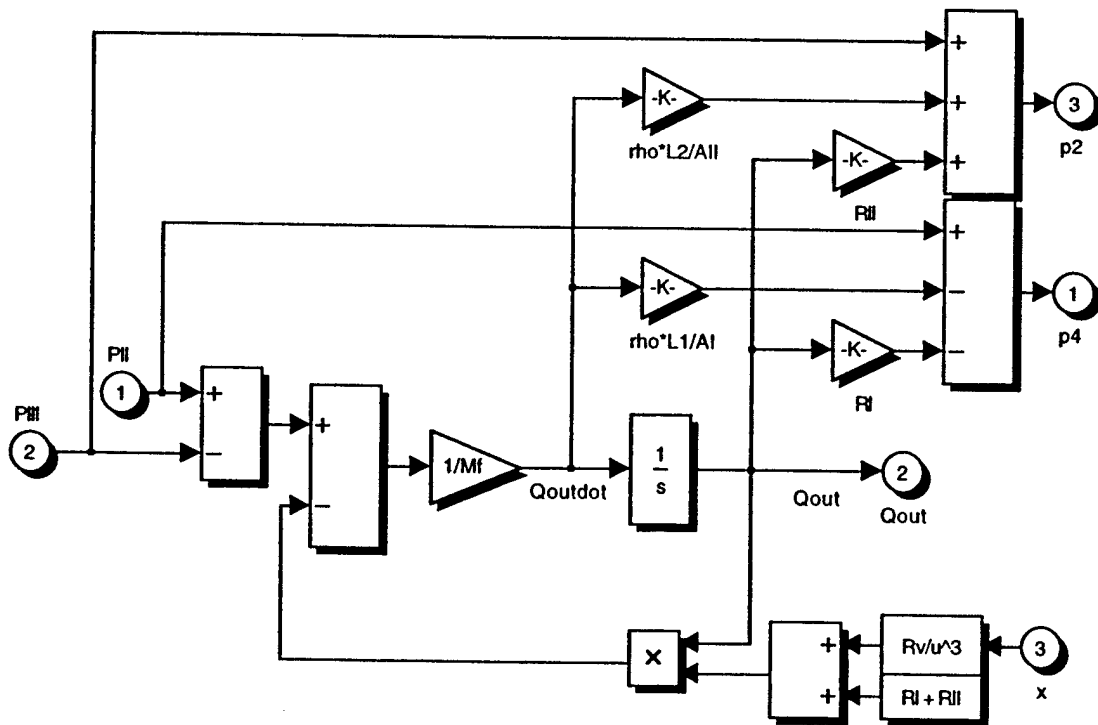 +
-K-
+
3
rho*L2/AII
p2
-K-
+
RII
+
-K-
−
1
rho*L1/AI
p4
PII
-K-
−
1
+
RI
PIII
+
2
−
1/Mf
1
s
2
−
Qoutdot
Qout
Qout
×
+
Rv/u^3
3
+
RI + RII
x